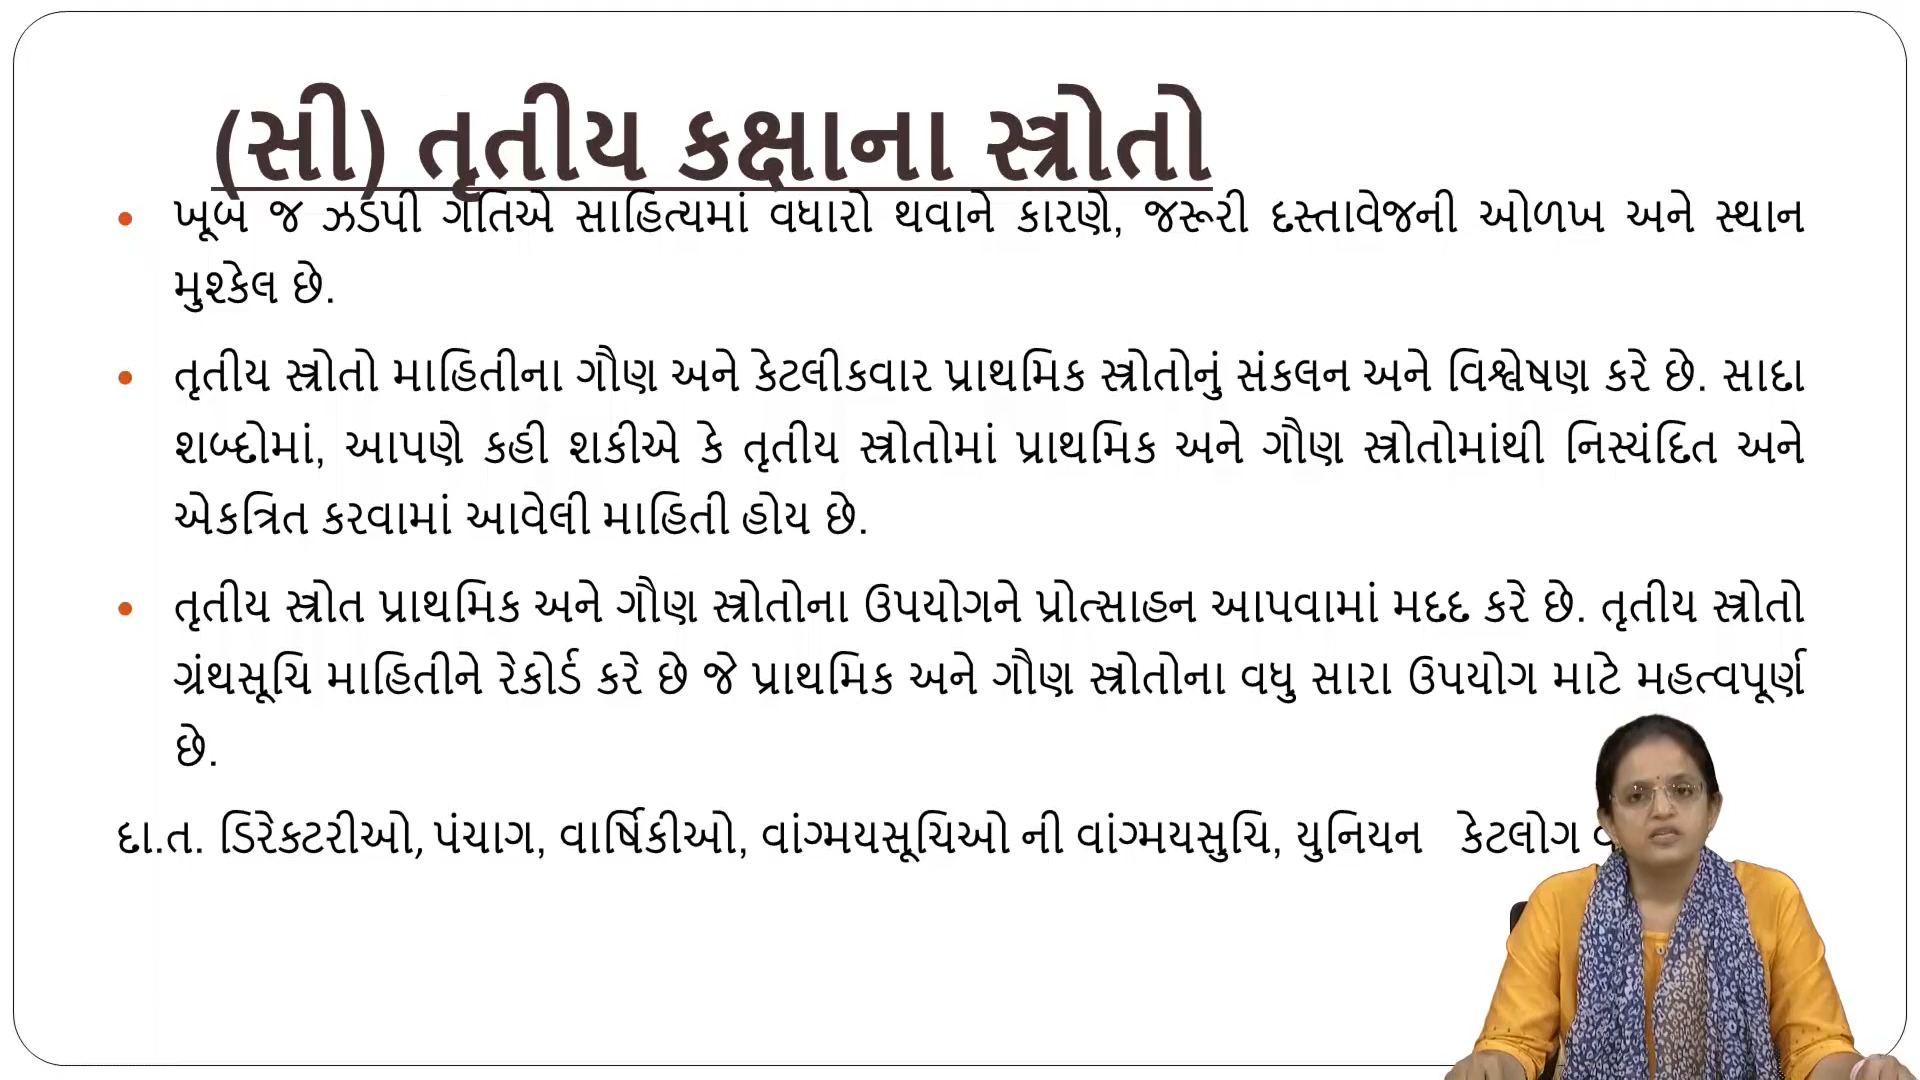 (સી) તૃતીય કક્ષાના સ્ત્રોતો
• ખૂબ જ ઝડપી ગતિએ સાહિત્યમાં વધારો થવાને કારણે, જરૂરી દસ્તાવેજની ઓળખ અને સ્થાન
મુશ્કેલ છે.
• તૃતીય સ્ત્રોતો માહિતીના ગૌણ અને કેટલીકવાર પ્રાથમિક સ્ત્રોતોનું સંકલન અને વિશ્લેષણ કરે છે. સાદા
શબ્દોમાં, આપણે કહી શકીએ કે તૃતીય સ્ત્રોતોમાં પ્રાથમિક અને ગૌણ સ્ત્રોતોમાંથી નિસ્યંદિત અને
એકત્રિત કરવામાં આવેલી માહિતી હોય છે.
• તૃતીય સ્ત્રોત પ્રાથમિક અને ગૌણ સ્ત્રોતોના ઉપયોગને પ્રોત્સાહન આપવામાં મદદ કરે છે. તૃતીય સ્ત્રોતો
ગ્રંથસૂચિ માહિતીને રેકોર્ડ કરે છે જે પ્રાથમિક અને ગૌણ સ્ત્રોતોના વધુ સારા ઉપયોગ માટે મહત્વપૂર્ણ
છે.
દા.ત. ડિરેક્ટરીઓ, પંચાગ, વાર્ષિકીઓ, વાંગ્મયસૂચિઓ ની વાંગ્મયસુચિ, યુનિયન કેટલોગ